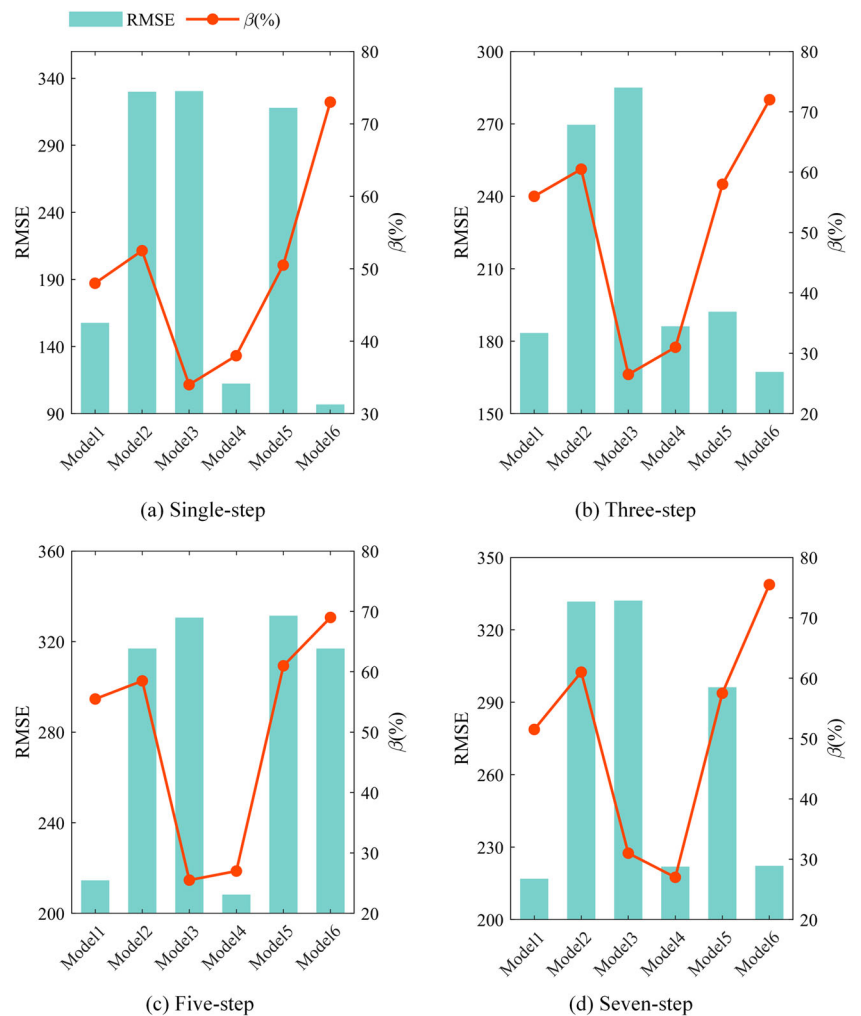 RMSE β(%)
360 80
340 70
290 60
240 50
190 40
140 30
90
RMSE
β(%)
Model1 Model2 Model3 Model4 Model5 Model6
(a) Single-step
300 80
270 70
240 60
210 50
180 40
150 30
20
RMSE
β(%)
Model1 Model2 Model3 Model4 Model5 Model6
(b) Three-step
360 80
320 70
280 60
240 50
200 40
30
20
RMSE
β(%)
Model1 Model2 Model3 Model4 Model5 Model6
(c) Five-step
350 80
320 70
290 60
260 50
230 40
200 30
20
RMSE
β(%)
Model1 Model2 Model3 Model4 Model5 Model6
(d) Seven-step